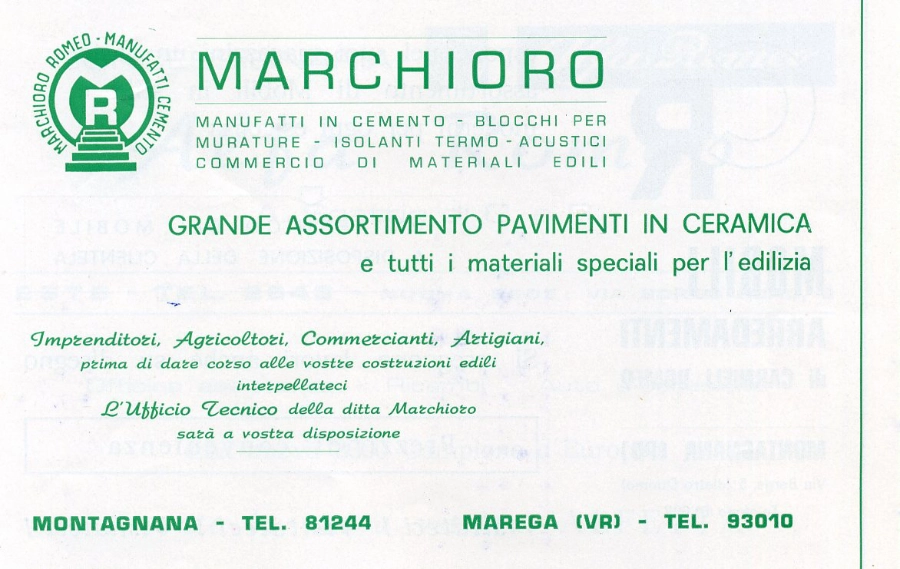 MARCHIORO ROMEO - MANUFATTI CEMENTO
M
R
MARCHIORO
MANUFATTI IN CEMENTO - BLOCCHI PER
MURATURE - ISOLANTI TERMO - ACUSTICI
COMMERCIO DI MATERIALI EDILI
GRANDE ASSORTIMENTO PAVIMENTI IN CERAMICA
e tutti i materiali speciali per l'edilizia
Imprenditori, Agricoltori, Commercianti, Artigiani,
prima di dare corso alle vostre costruzioni edili
interpellateci
L'Ufficio Tecnico della ditta Marchioro
sarà a vostra disposizione
MONTAGNANA - TEL. 81244
MAREGA (VR) - TEL. 93010